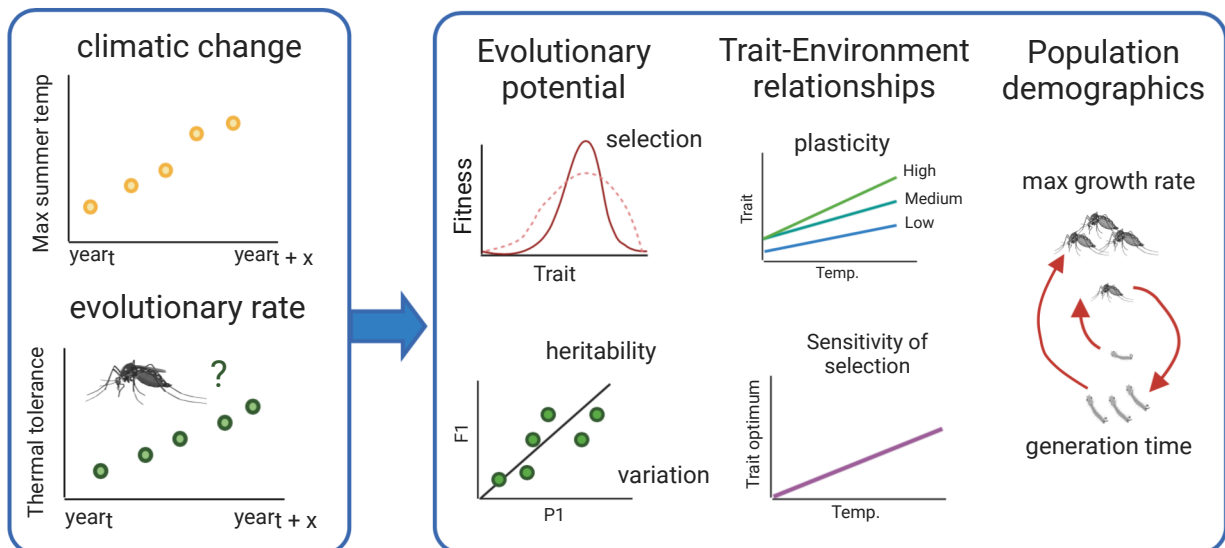 climatic change
Max summer temp
yeart
yeart + x
evolutionary rate
?
Thermal tolerance
yeart
yeart + x
Evolutionary
potential
selection
Fitness
Trait
heritability
F1
variation
P1
Trait-Environment
relationships
plasticity
High
Medium
Low
Trait
Temp.
Sensitivity of
selection
Trait optimum
Temp.
Population
demographics
max growth rate
generation time